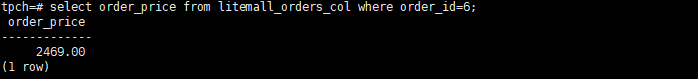 tpch=# select order_price from litemall_orders_col where order_id=6;
 order_price
-------------
     2469.00
(1 row)